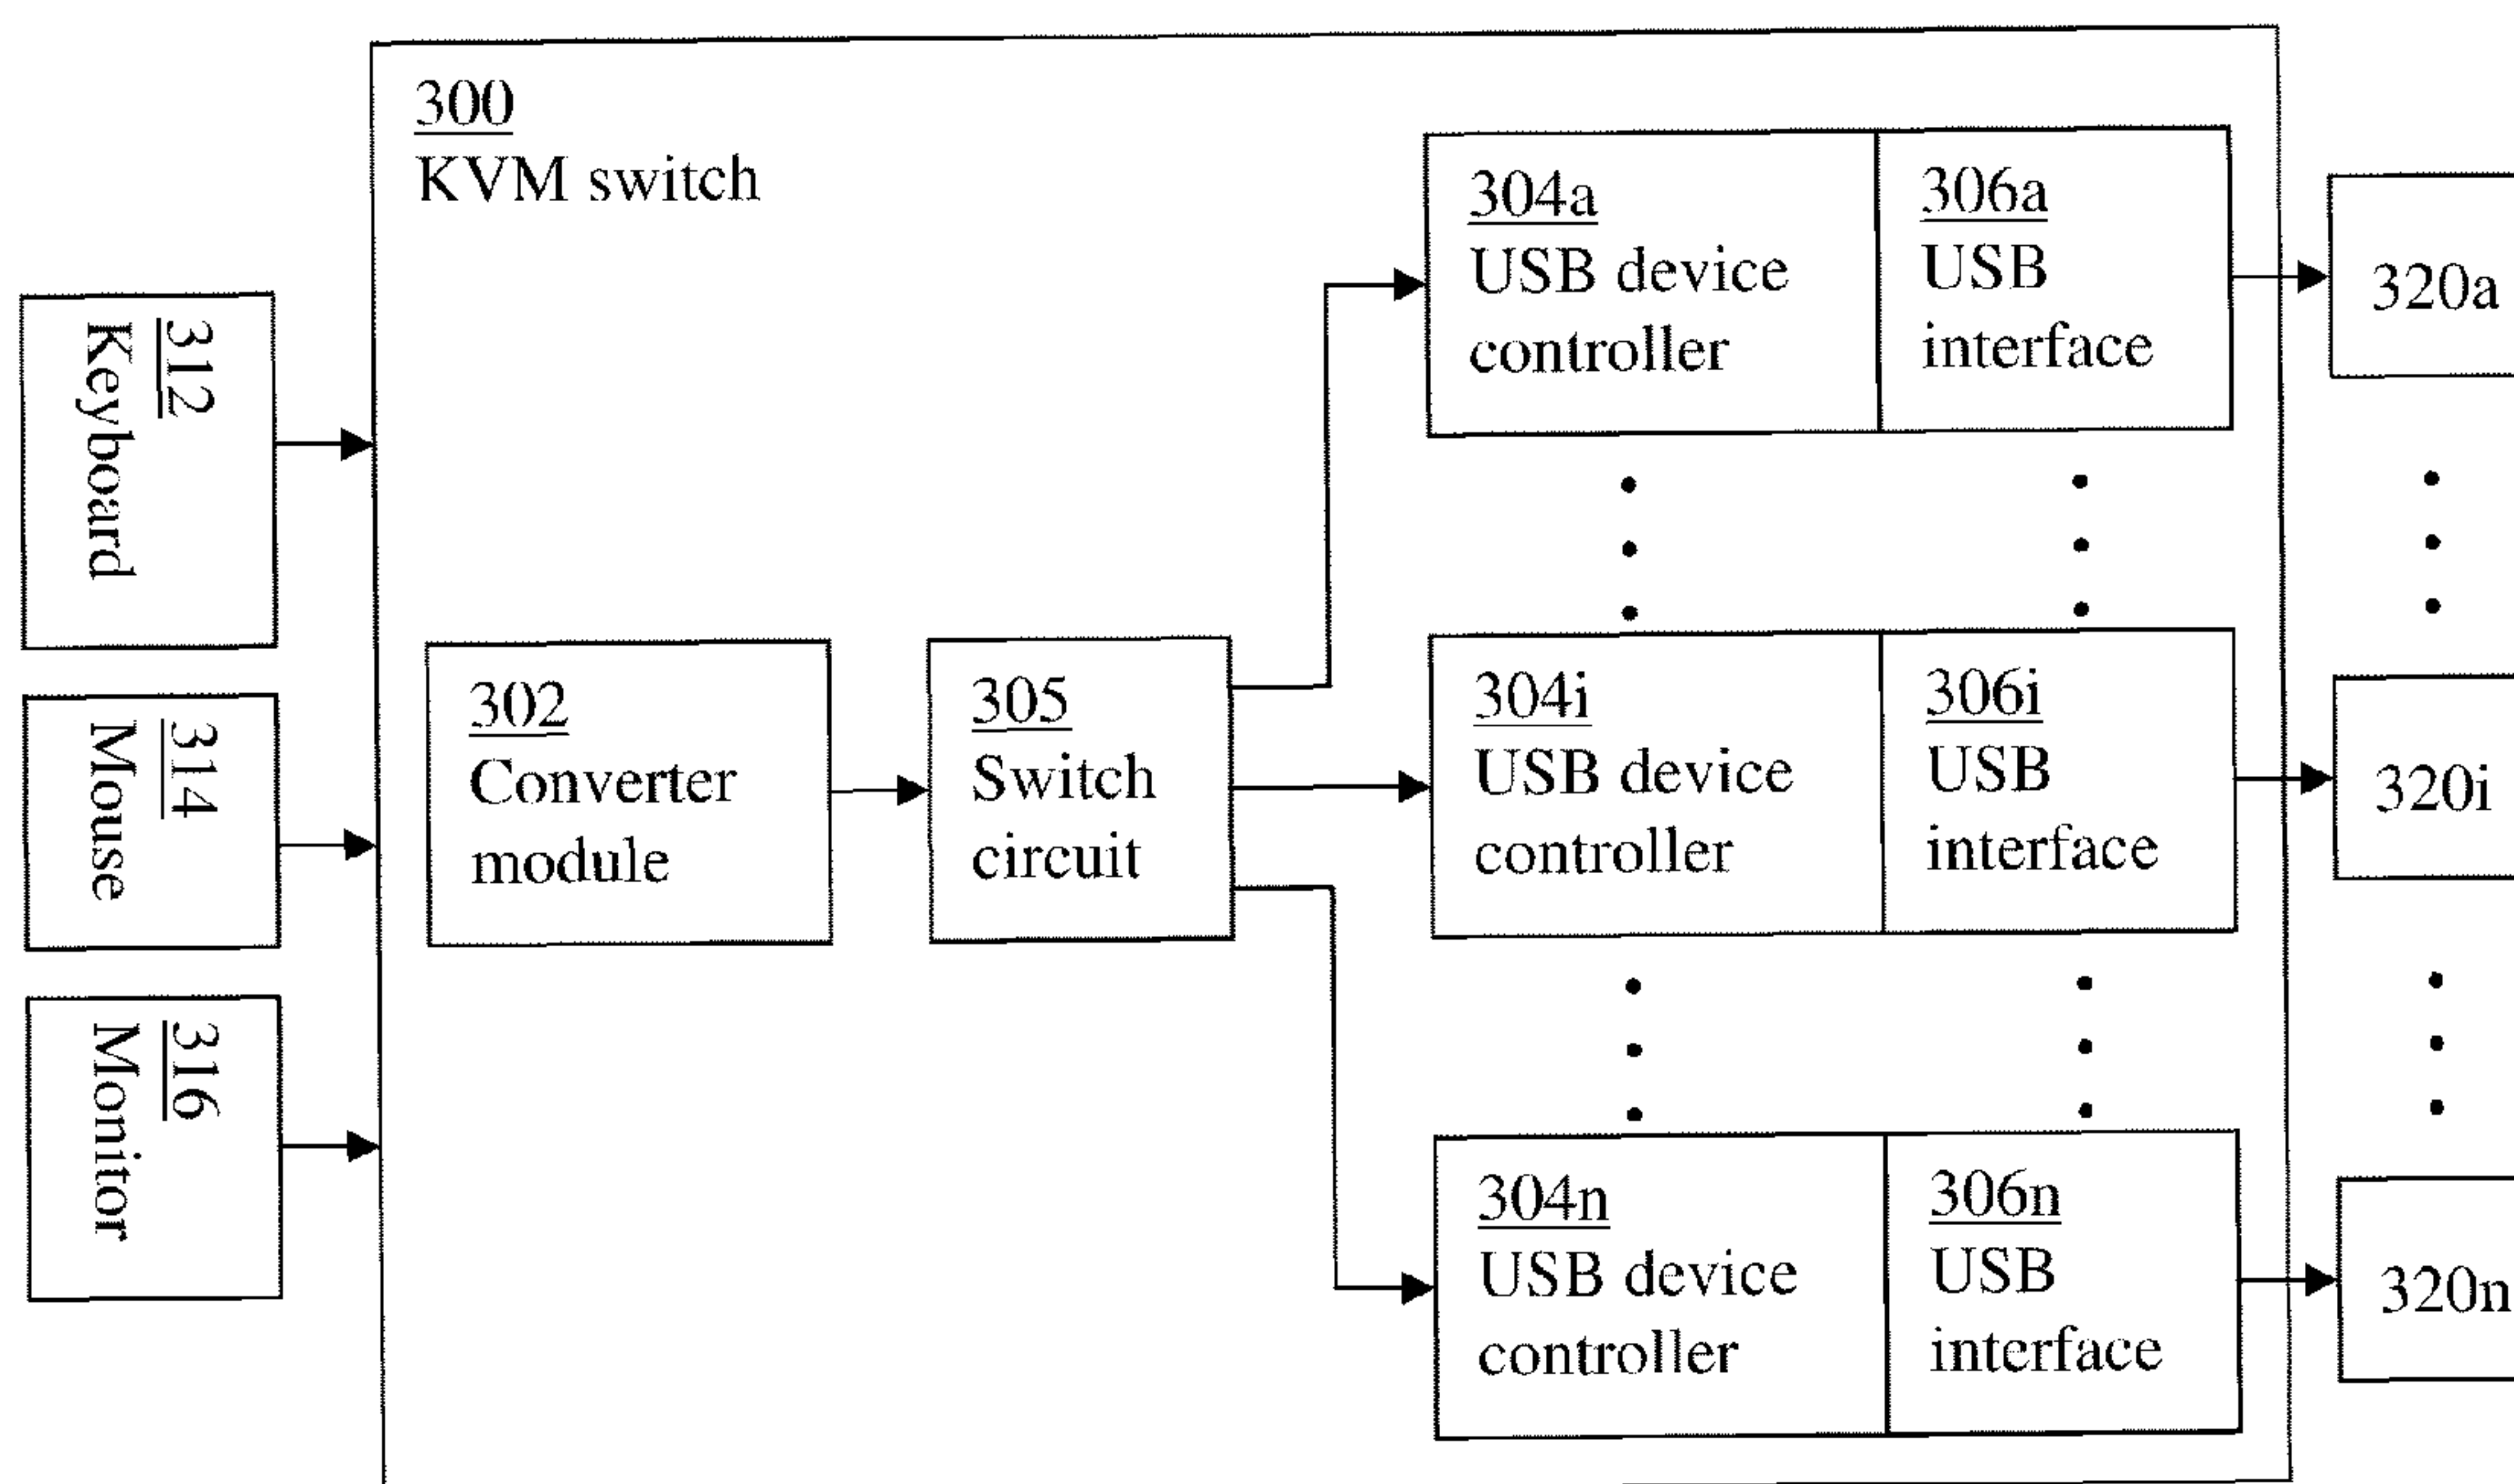 300
KVM switch
312
Keyboard
314
Mouse
316
Monitor
302
Converter
module
305
Switch
circuit
304a
USB device
controller
306a
USB
interface
320a
304i
USB device
controller
306i
USB
interface
320i
304n
USB device
controller
306n
USB
interface
320n